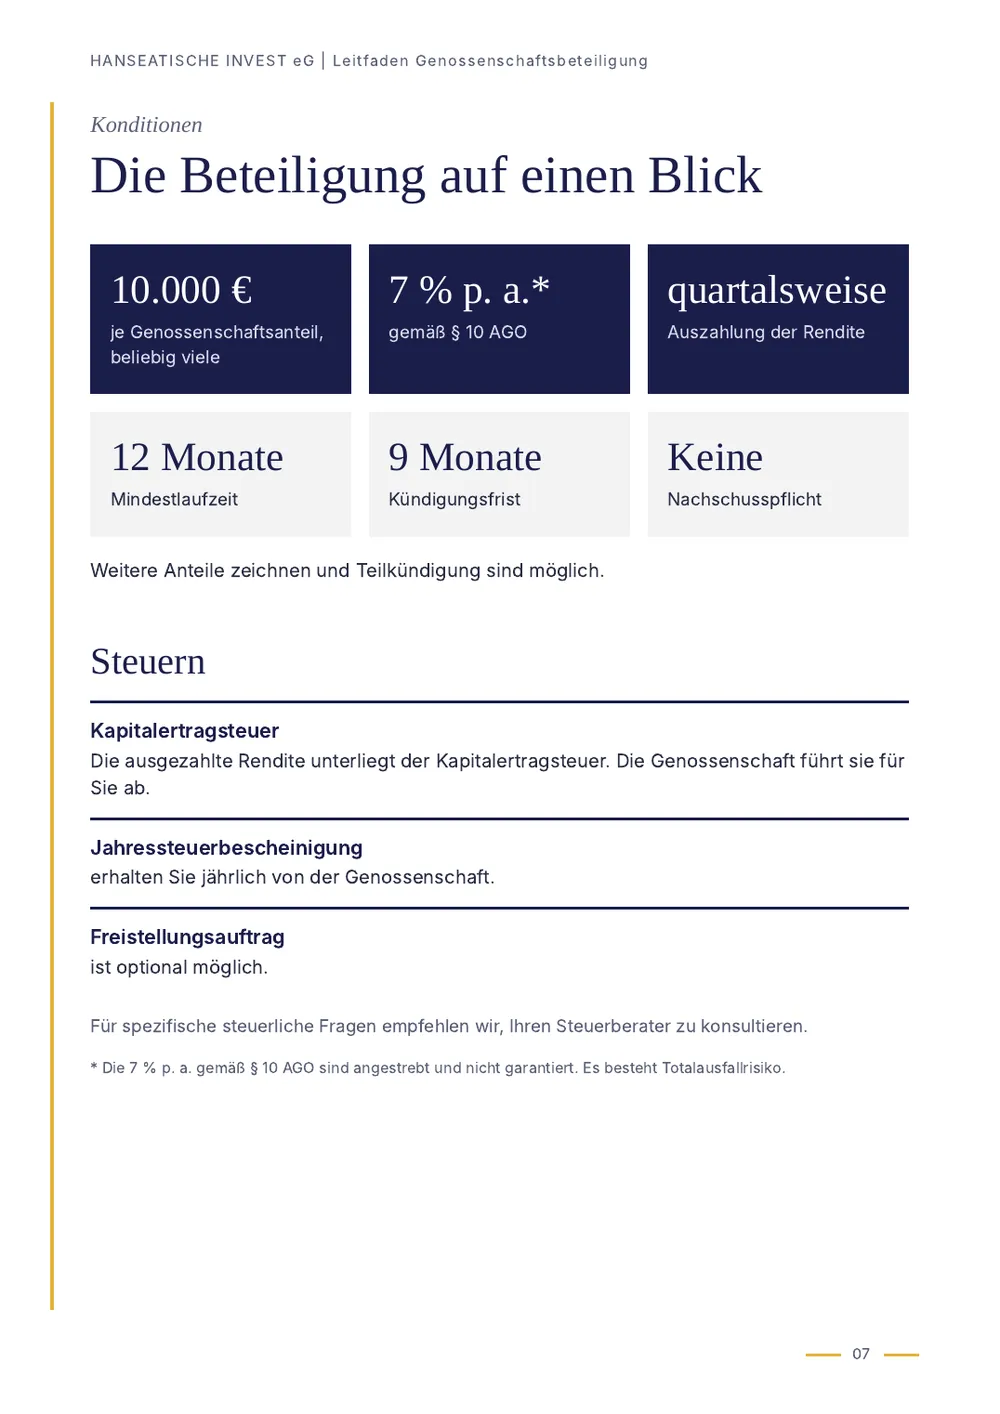 HANSEATISCHE INVEST eG | Leitfaden Genossenschaftsbeteiligung
Konditionen
Die Beteiligung auf einen Blick
10.000 €
je Genossenschaftsanteil,
beliebig viele
7 % p. a.*
gemäß § 10 AGO
quartalsweise
Auszahlung der Rendite
12 Monate
Mindestlaufzeit
9 Monate
Kündigungsfrist
Keine
Nachschusspflicht
Weitere Anteile zeichnen und Teilkündigung sind möglich.
Steuern
Kapitalertragsteuer
Die ausgezahlte Rendite unterliegt der Kapitalertragsteuer. Die Genossenschaft führt sie für
Sie ab.
Jahressteuerbescheinigung
erhalten Sie jährlich von der Genossenschaft.
Freistellungsauftrag
ist optional möglich.
Für spezifische steuerliche Fragen empfehlen wir, Ihren Steuerberater zu konsultieren.
* Die 7 % p. a. gemäß § 10 AGO sind angestrebt und nicht garantiert. Es besteht Totalausfallrisiko.
07